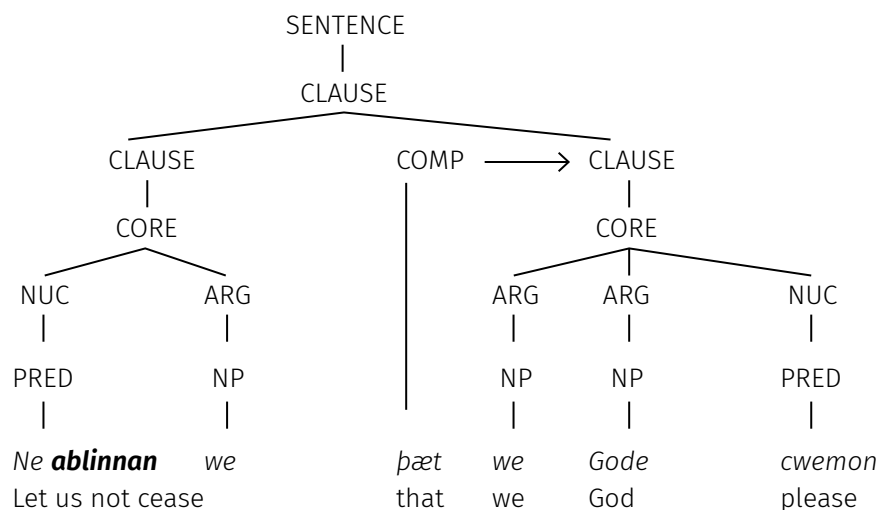 SENTENCE
CLAUSE
CLAUSE COMP CLAUSE
CORE CORE
NUC ARG ARG ARG NUC
PRED NP NP NP PRED
Ne ablinnan we þæt we Gode cwemon
Let us not cease that we God please